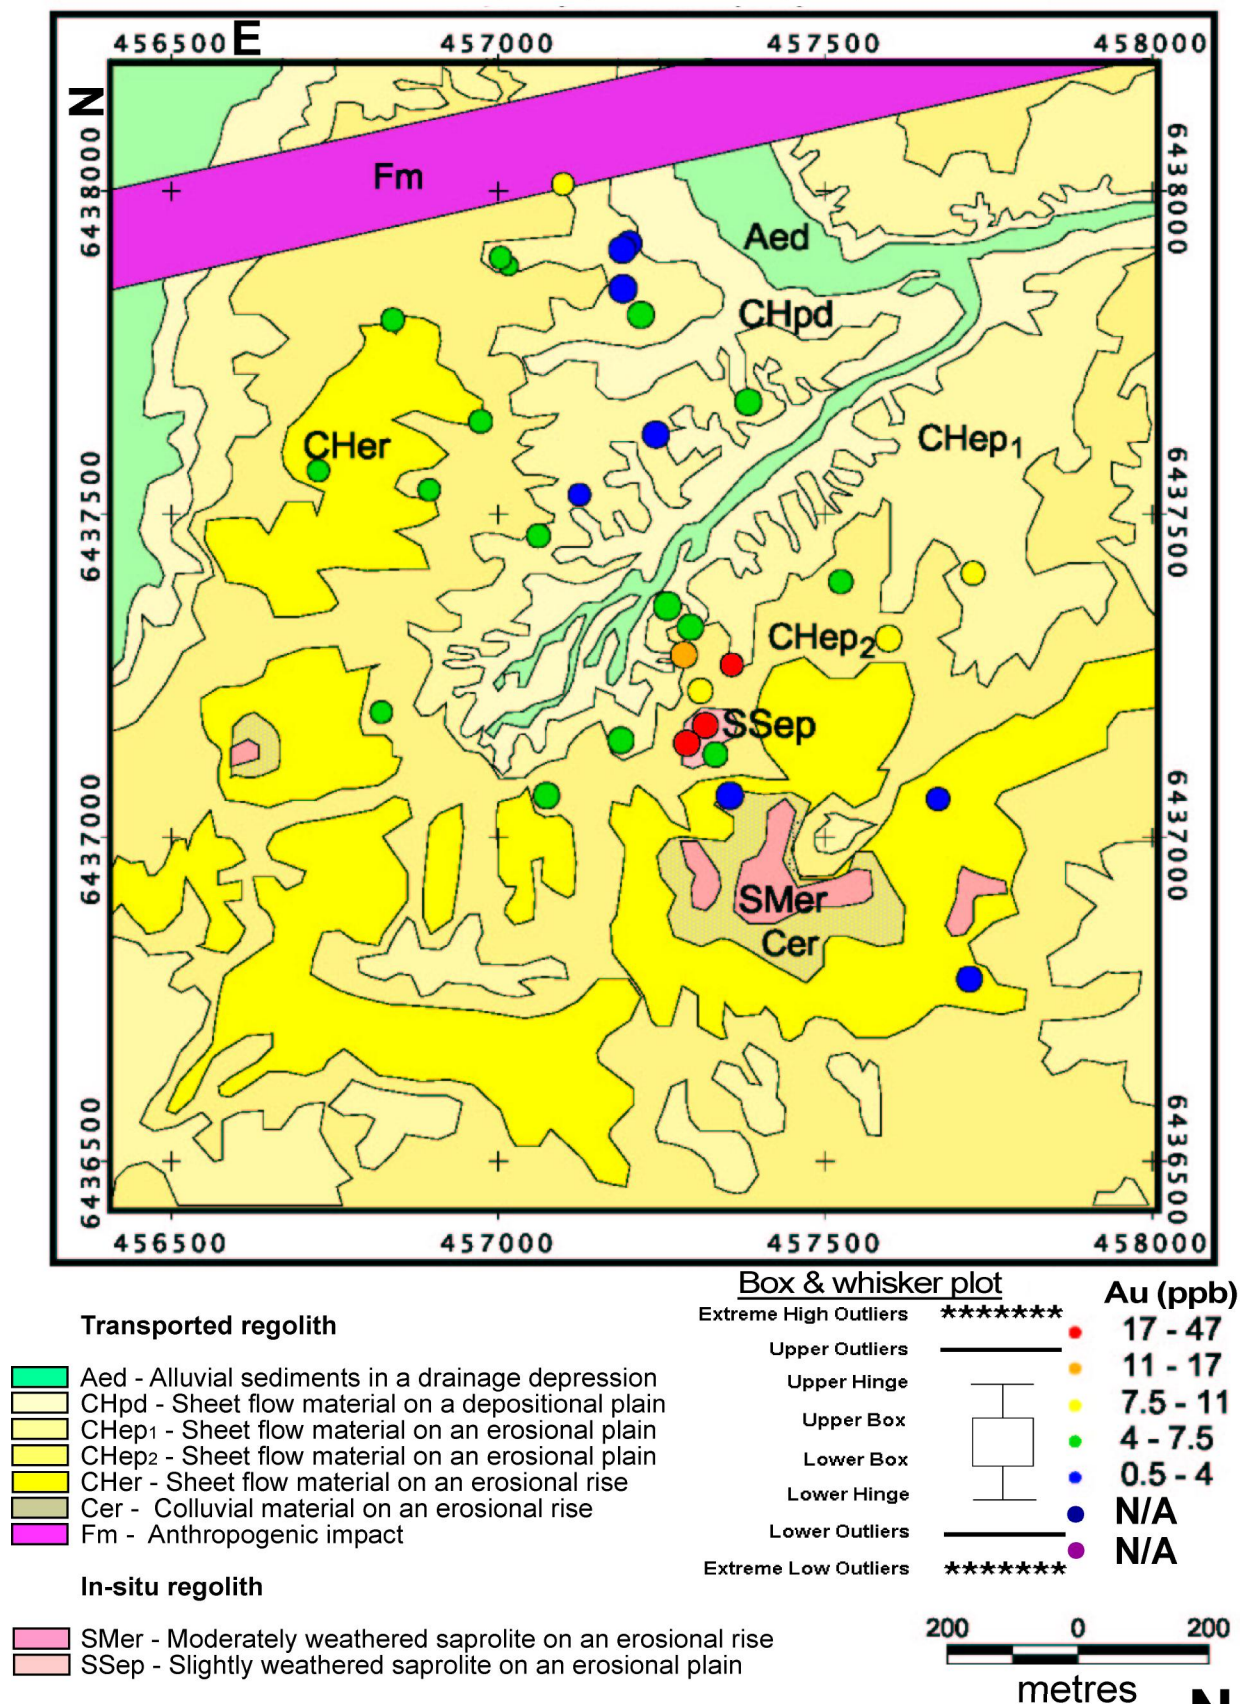 456500 E 457000 457500 458000
N
6438000
6438000
Fm
Aed
CHpd
CHer
CHep1
6437500
6437500
CHep2
SSep
6437000
6437000
SMer
Cer
6436500
6436500
456500 457000 457500 458000
Box & whisker plot
Au (ppb)
Extreme High Outliers *******
17 - 47
Upper Outliers
11 - 17
Upper Hinge
7.5 - 11
Upper Box
4 - 7.5
Lower Box
0.5 - 4
Lower Hinge
N/A
Lower Outliers
N/A
Extreme Low Outliers *******
Transported regolith
Aed - Alluvial sediments in a drainage depression
CHpd - Sheet flow material on a depositional plain
CHep1 - Sheet flow material on an erosional plain
CHep2 - Sheet flow material on an erosional plain
CHer - Sheet flow material on an erosional rise
Cer - Colluvial material on an erosional rise
Fm - Anthropogenic impact
In-situ regolith
SMer - Moderately weathered saprolite on an erosional rise
SSep - Slightly weathered saprolite on an erosional plain
200 0 200
metres